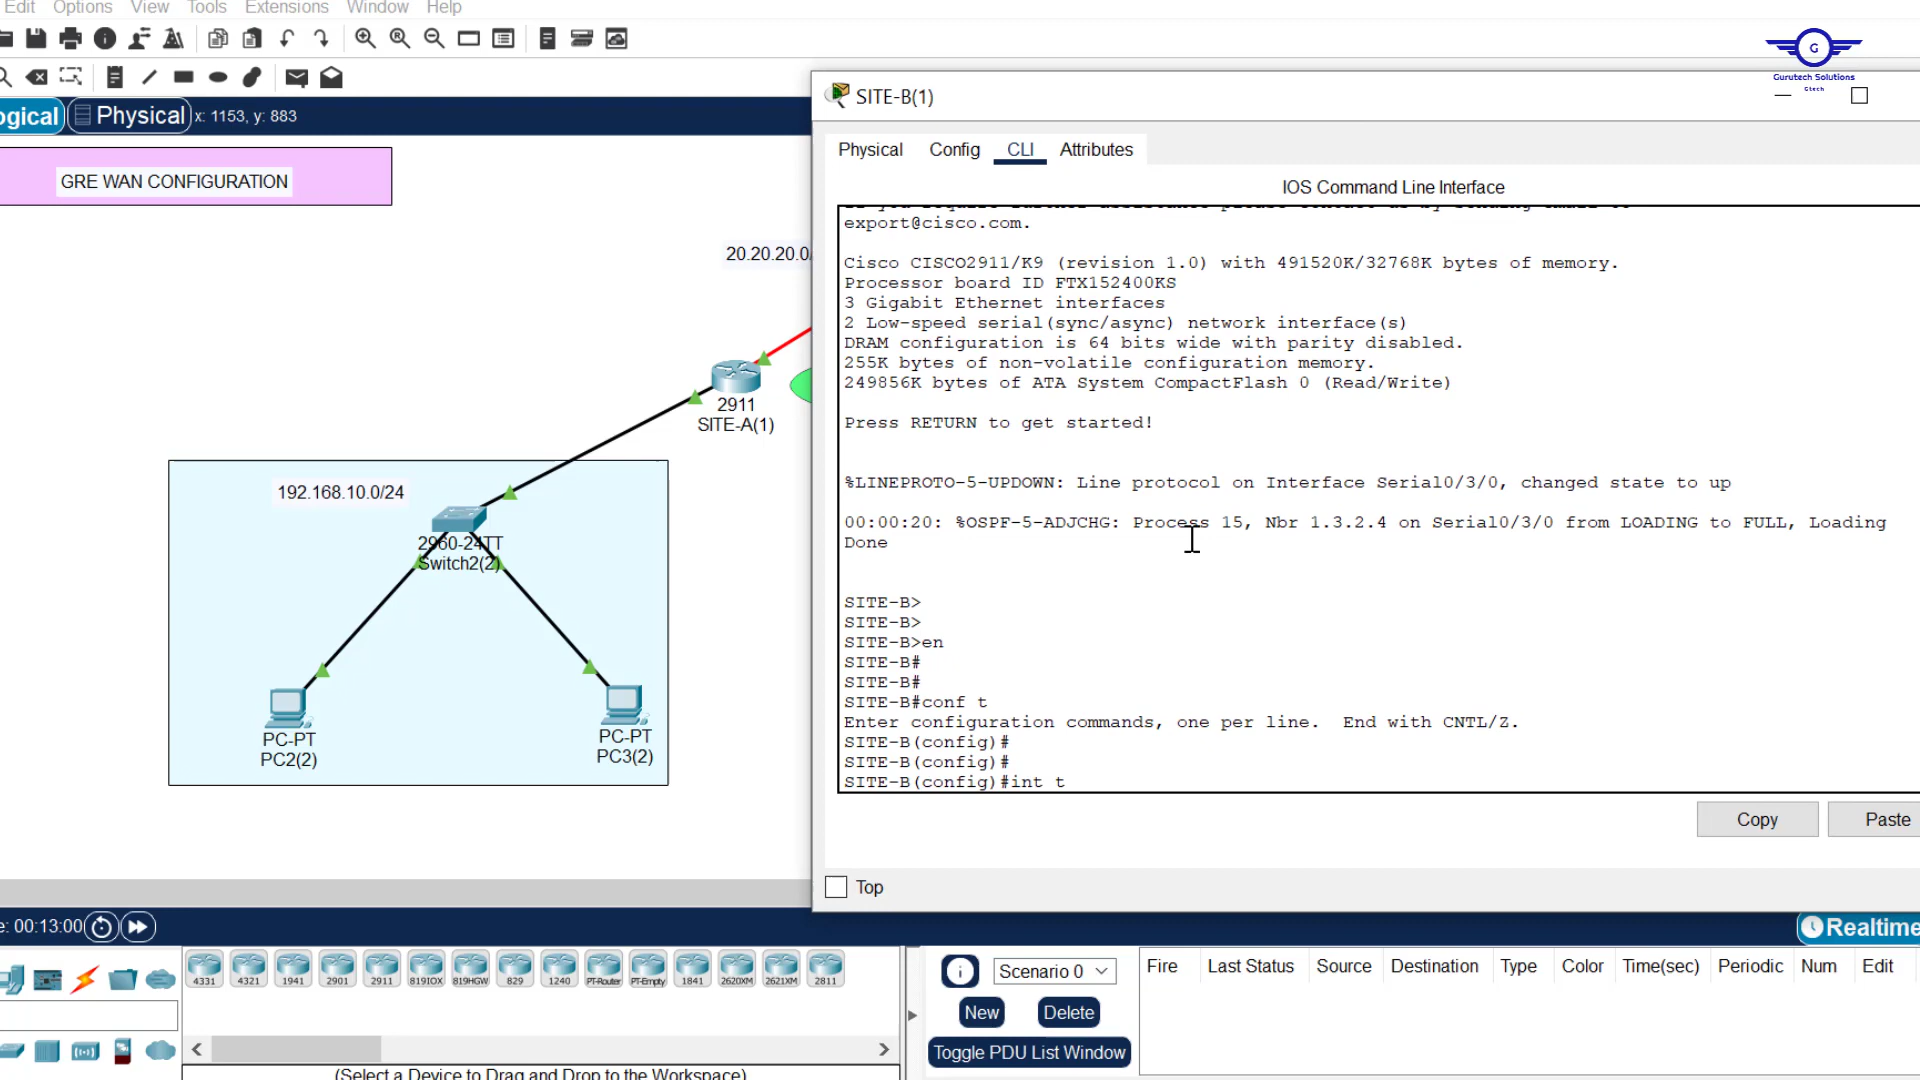 Edit Options View Tools Extensions Window Help
G
Gurutech Solutions
Gtech
Physical x: 1153, y: 883
GRE WAN CONFIGURATION
20.20.20.0/
2911
SITE-A(1)
192.168.10.0/24
2960-24TT
Switch2(2)
PC-PT
PC2(2)
PC-PT
PC3(2)
SITE-B(1)
Physical Config CLI Attributes
IOS Command Line Interface
export@cisco.com.
Cisco CISCO2911/K9 (revision 1.0) with 491520K/32768K bytes of memory.
Processor board ID FTX152400KS
3 Gigabit Ethernet interfaces
2 Low-speed serial(sync/async) network interface(s)
DRAM configuration is 64 bits wide with parity disabled.
255K bytes of non-volatile configuration memory.
249856K bytes of ATA System CompactFlash 0 (Read/Write)
Press RETURN to get started!
%LINEPROTO-5-UPDOWN: Line protocol on Interface Serial0/3/0, changed state to up
00:00:20: %OSPF-5-ADJCHG: Process 15, Nbr 1.3.2.4 on Serial0/3/0 from LOADING to FULL, Loading
Done
SITE-B>
SITE-B>
SITE-B>en
SITE-B#
SITE-B#
SITE-B#conf t
Enter configuration commands, one per line.  End with CNTL/Z.
SITE-B(config)#
SITE-B(config)#
SITE-B(config)#int t
Copy Paste
Top
e: 00:13:00
Realtime
4331 4321 1941 2901 2911 819IOX 819HGW 829 1240 PT-Router PT-Empty 1841 2620XM 2621XM 2811
(Select a Device to Drag and Drop to the Workspace)
Scenario 0
New Delete
Toggle PDU List Window
Fire Last Status Source Destination Type Color Time(sec) Periodic Num Edit